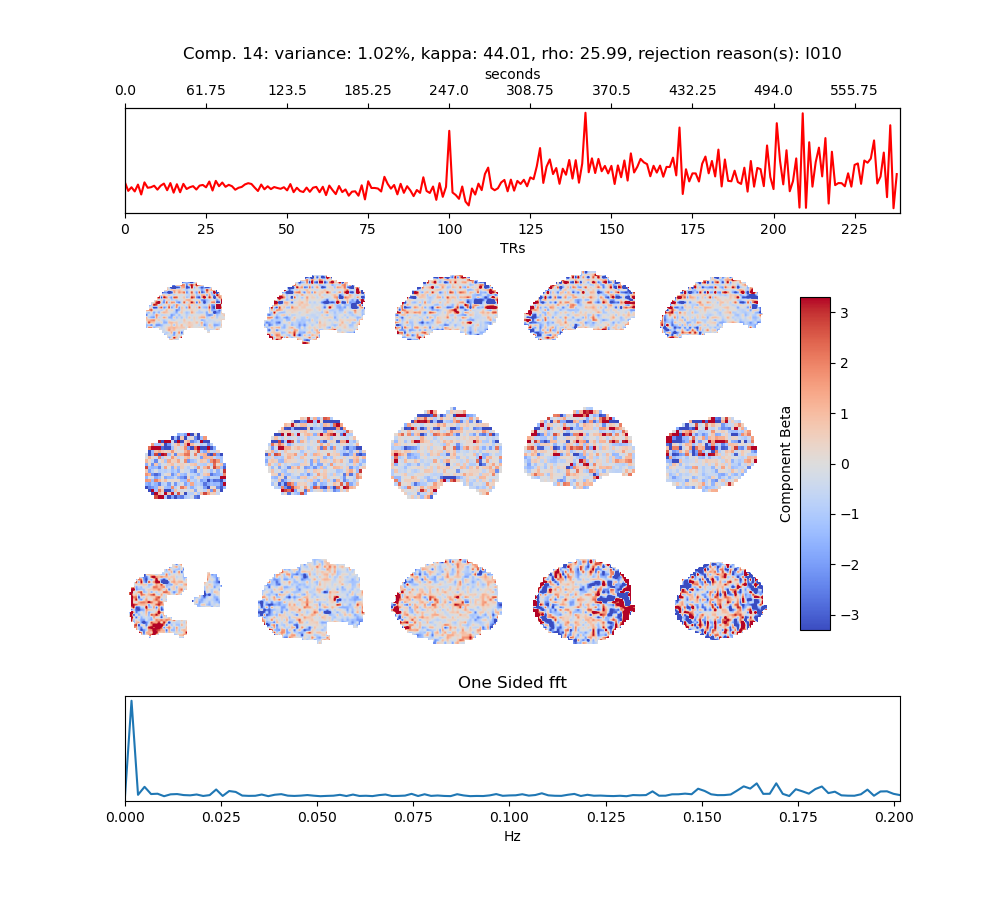 Comp. 14: variance: 1.02%, kappa: 44.01, rho: 25.99, rejection reason(s): I010
seconds
0.0 61.75 123.5 185.25 247.0 308.75 370.5 432.25 494.0 555.75
0 25 50 75 100 125 150 175 200 225
TRs
3
2
1
0
−1
−2
−3
Component Beta
One Sided fft
0.000 0.025 0.050 0.075 0.100 0.125 0.150 0.175 0.200
Hz